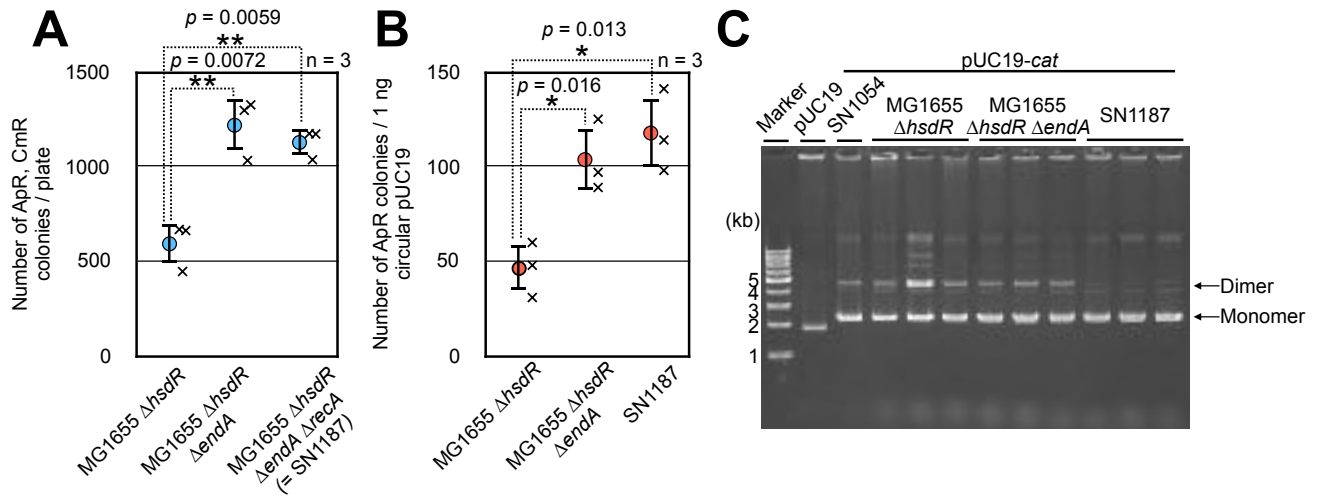 A
p = 0.0059
**
p = 0.0072
**
n = 3
1500
1000
500
0
Number of ApR, CmR
colonies / plate
MG1655 ΔhsdR
MG1655 ΔhsdR
ΔendA
MG1655 ΔhsdR
ΔendA ΔrecA
(= SN1187)
B
p = 0.013
*
n = 3
p = 0.016
*
150
100
50
0
Number of ApR colonies / 1 ng
circular pUC19
MG1655 ΔhsdR
MG1655 ΔhsdR
ΔendA
SN1187
C
pUC19-cat
Marker
pUC19
SN1054
MG1655
ΔhsdR
MG1655
ΔhsdR ΔendA
SN1187
(kb)
5
4
3
2
1
Dimer
Monomer